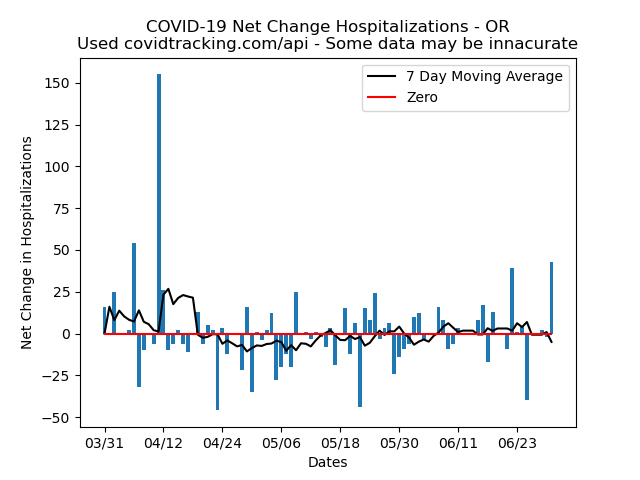 COVID-19 Net Change Hospitalizations - OR
Used covidtracking.com/api - Some data may be innacurate
7 Day Moving Average
Zero
Net Change in Hospitalizations
150
125
100
75
50
25
0
−25
−50
03/31 04/12 04/24 05/06 05/18 05/30 06/11 06/23
Dates